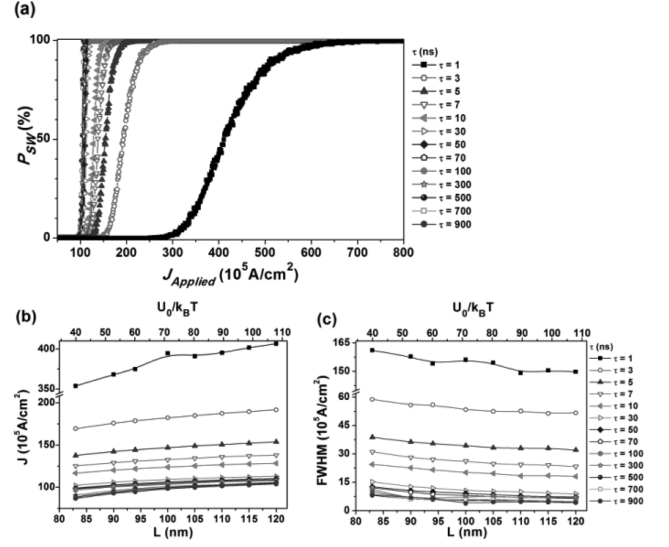 (a)
100
50
0
P_SW (%)
100 200 300 400 500 600 700 800
J_Applied (10^5A/cm^2)
τ (ns)
τ = 1
τ = 3
τ = 5
τ = 7
τ = 10
τ = 30
τ = 50
τ = 70
τ = 100
τ = 300
τ = 500
τ = 700
τ = 900
(b)
U_0/k_BT
40 50 60 70 80 90 100 110
400
350
200
150
100
J (10^5A/cm^2)
80 85 90 95 100 105 110 115 120
L (nm)
(c)
U_0/k_BT
40 50 60 70 80 90 100 110
165
150
60
45
30
15
0
FWHM (10^5A/cm^2)
80 85 90 95 100 105 110 115 120
L (nm)
τ (ns)
τ = 1
τ = 3
τ = 5
τ = 7
τ = 10
τ = 30
τ = 50
τ = 70
τ = 100
τ = 300
τ = 500
τ = 700
τ = 900